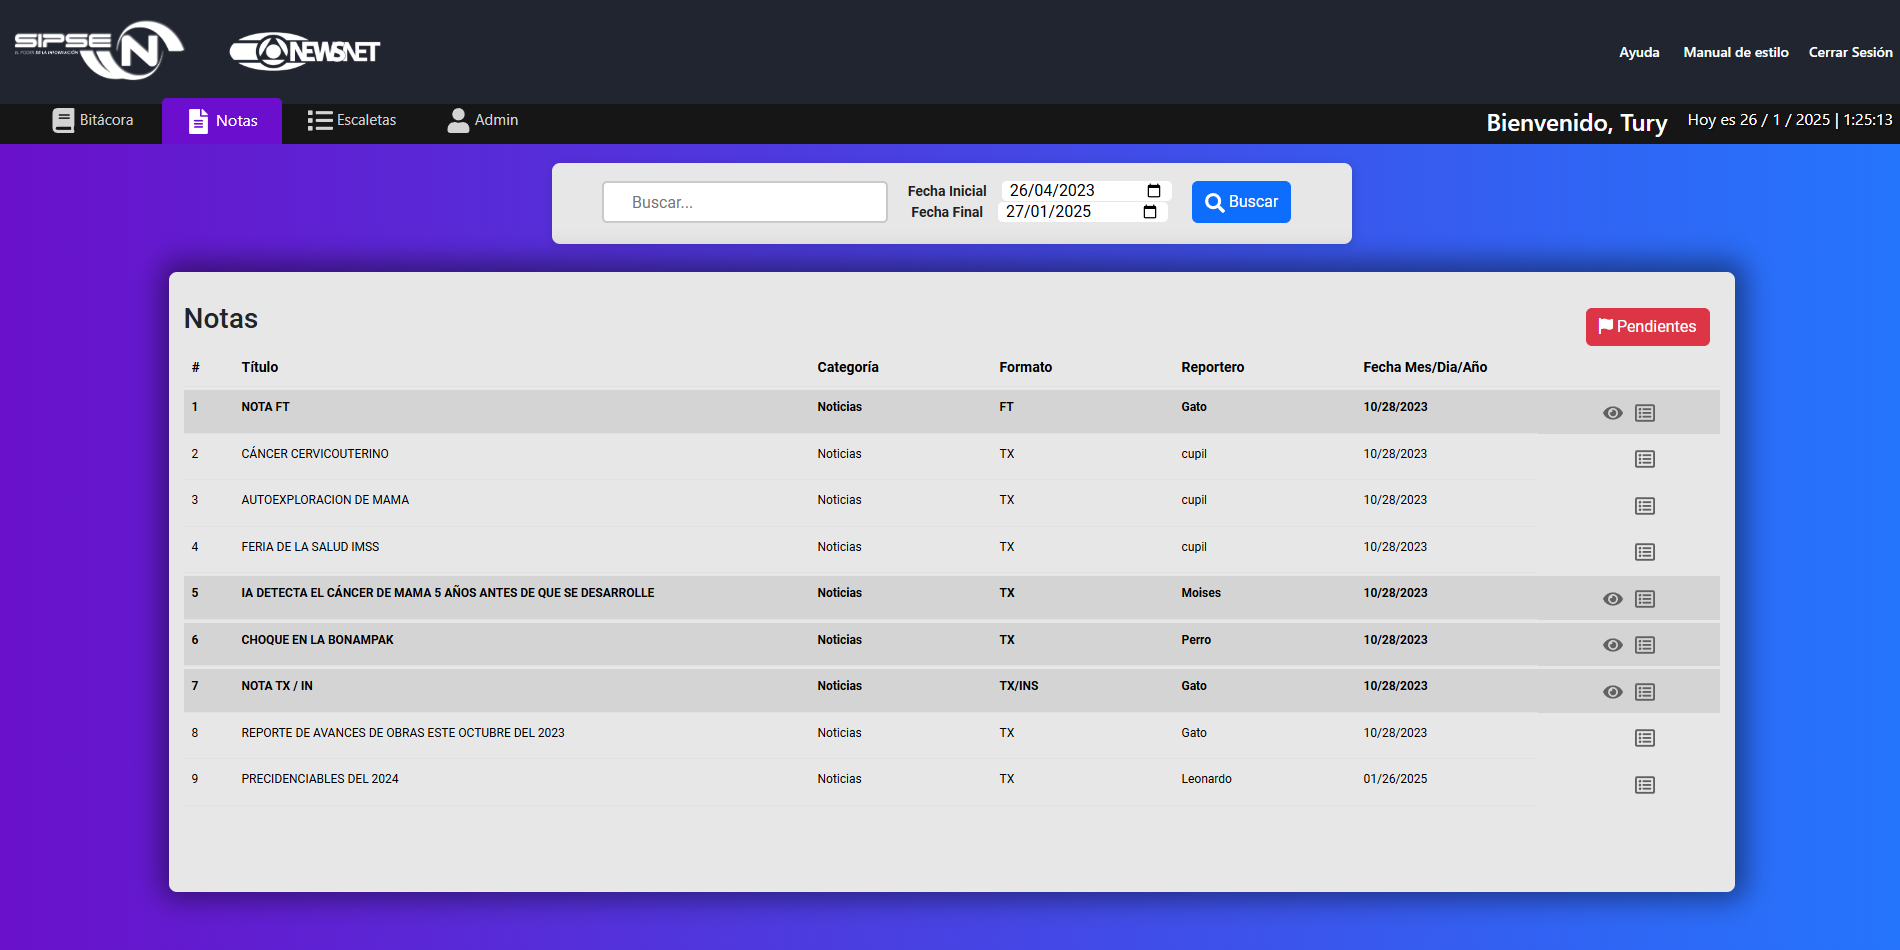 SIPSE N
EL PODER DE LA INFORMACIÓN
NEWSNET
Ayuda Manual de estilo Cerrar Sesión
Bitácora Notas Escaletas Admin Bienvenido, Tury Hoy es 26 / 1 / 2025 | 1:25:13
Buscar... Fecha Inicial 26/04/2023 Buscar
Fecha Final 27/01/2025
Notas
Pendientes
# Título Categoría Formato Reportero Fecha Mes/Dia/Año
1 NOTA FT Noticias FT Gato 10/28/2023
2 CÁNCER CERVICOUTERINO Noticias TX cupil 10/28/2023
3 AUTOEXPLORACION DE MAMA Noticias TX cupil 10/28/2023
4 FERIA DE LA SALUD IMSS Noticias TX cupil 10/28/2023
5 IA DETECTA EL CÁNCER DE MAMA 5 AÑOS ANTES DE QUE SE DESARROLLE Noticias TX Moises 10/28/2023
6 CHOQUE EN LA BONAMPAK Noticias TX Perro 10/28/2023
7 NOTA TX / IN Noticias TX/INS Gato 10/28/2023
8 REPORTE DE AVANCES DE OBRAS ESTE OCTUBRE DEL 2023 Noticias TX Gato 10/28/2023
9 PRECIDENCIABLES DEL 2024 Noticias TX Leonardo 01/26/2025